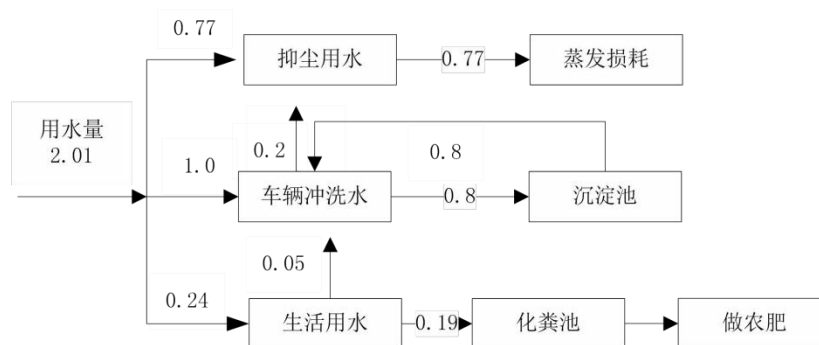 0.77
抑尘用水
0.77
蒸发损耗
用水量
2.01
0.2
0.8
1.0
车辆冲洗水
0.8
沉淀池
0.05
0.24
生活用水
0.19
化粪池
做农肥